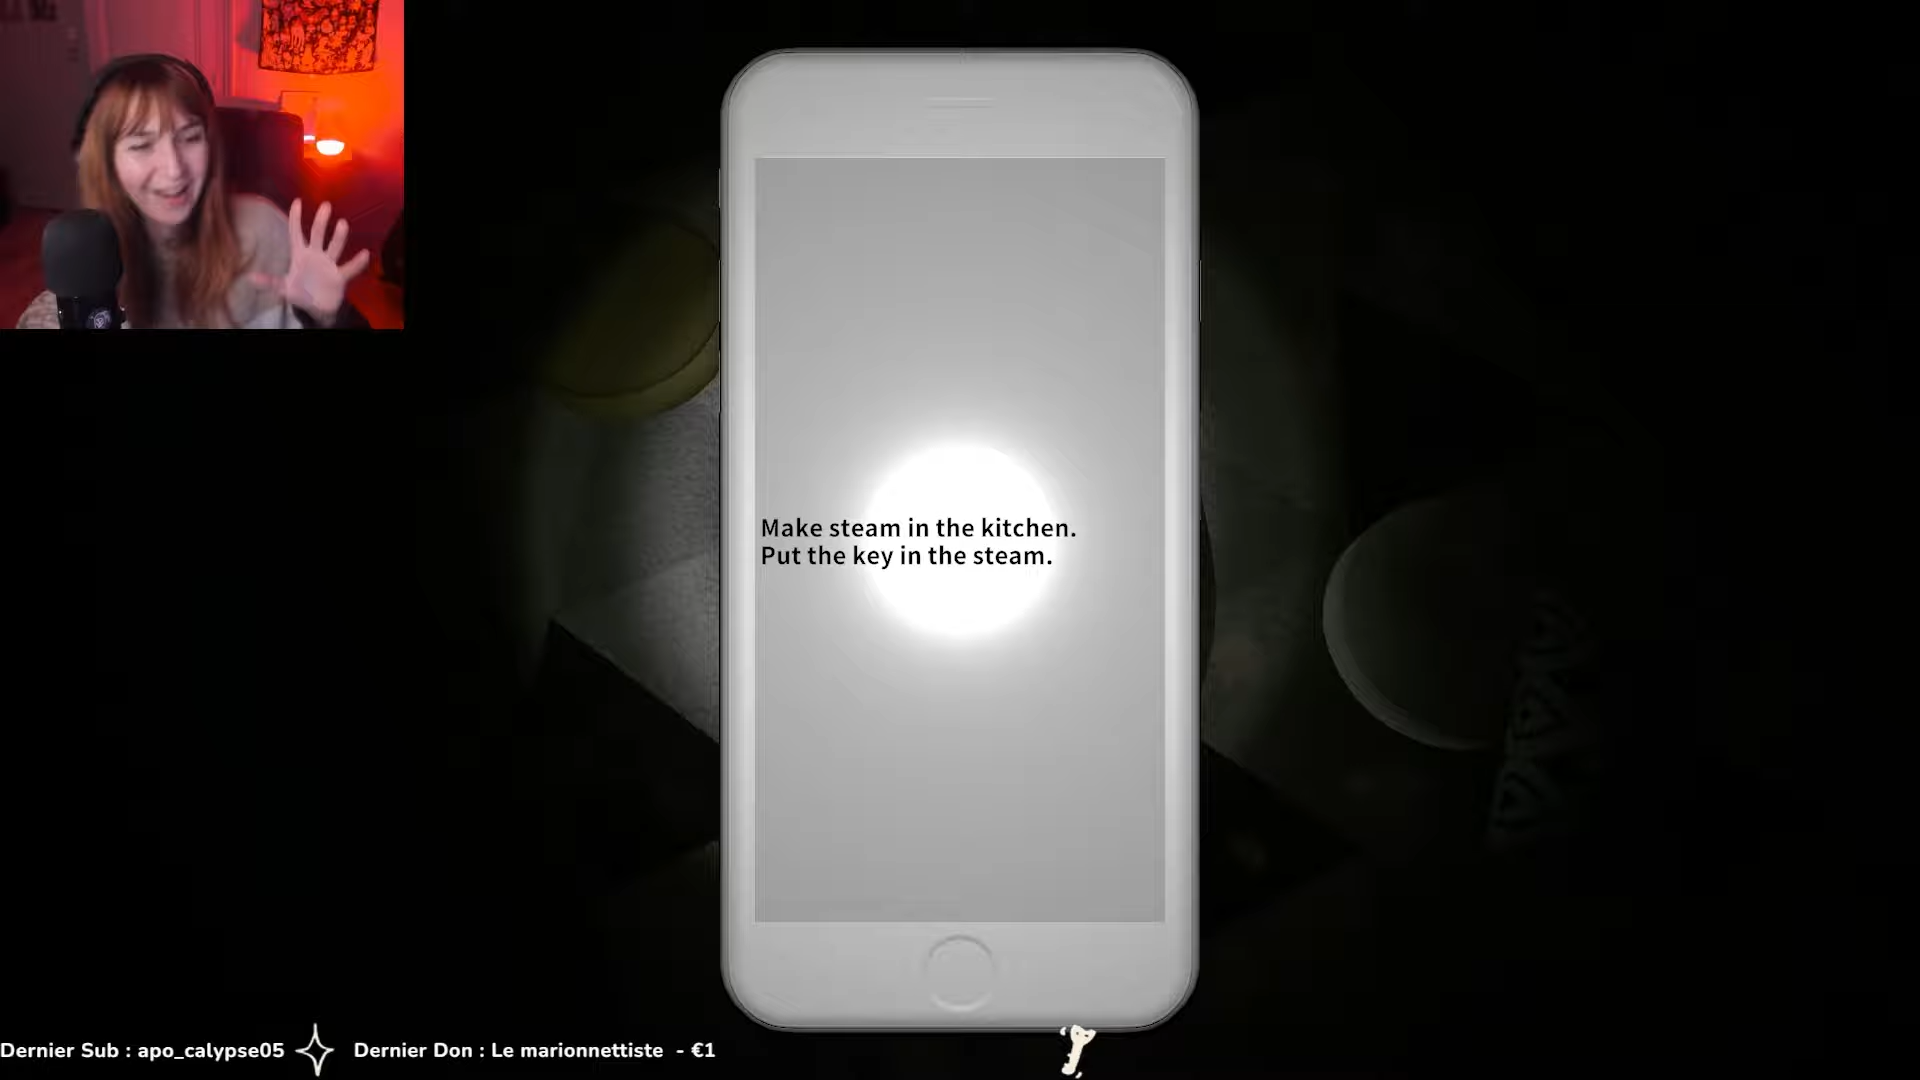 Make steam in the kitchen.
Put the key in the steam.
Dernier Sub : apo_calypse05
Dernier Don : Le marionnettiste - €1